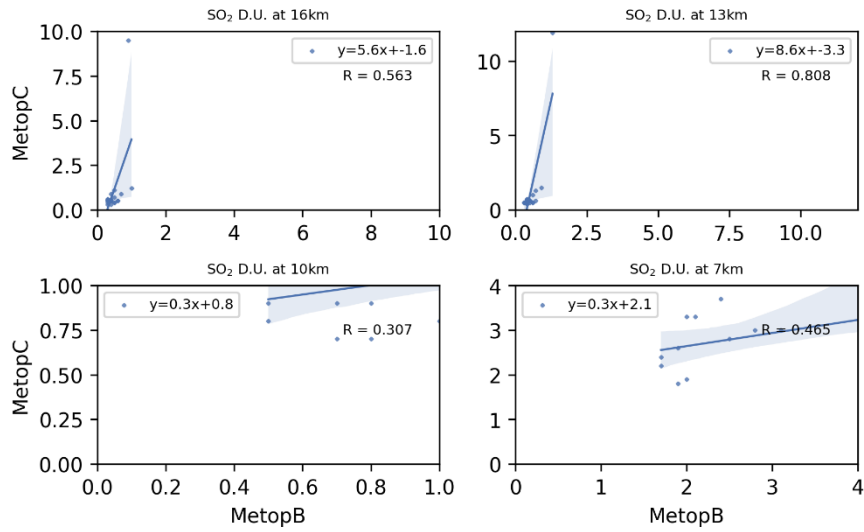 SO₂ D.U. at 16km
10.0
7.5
5.0
2.5
0.0
0 2 4 6 8 10
MetopC
y=5.6x+-1.6
R = 0.563
SO₂ D.U. at 13km
10
5
0
0.0 2.5 5.0 7.5 10.0
y=8.6x+-3.3
R = 0.808
SO₂ D.U. at 10km
1.00
0.75
0.50
0.25
0.00
0.0 0.2 0.4 0.6 0.8 1.0
MetopC
MetopB
y=0.3x+0.8
R = 0.307
SO₂ D.U. at 7km
4
3
2
1
0
0 1 2 3 4
MetopB
y=0.3x+2.1
R = 0.465